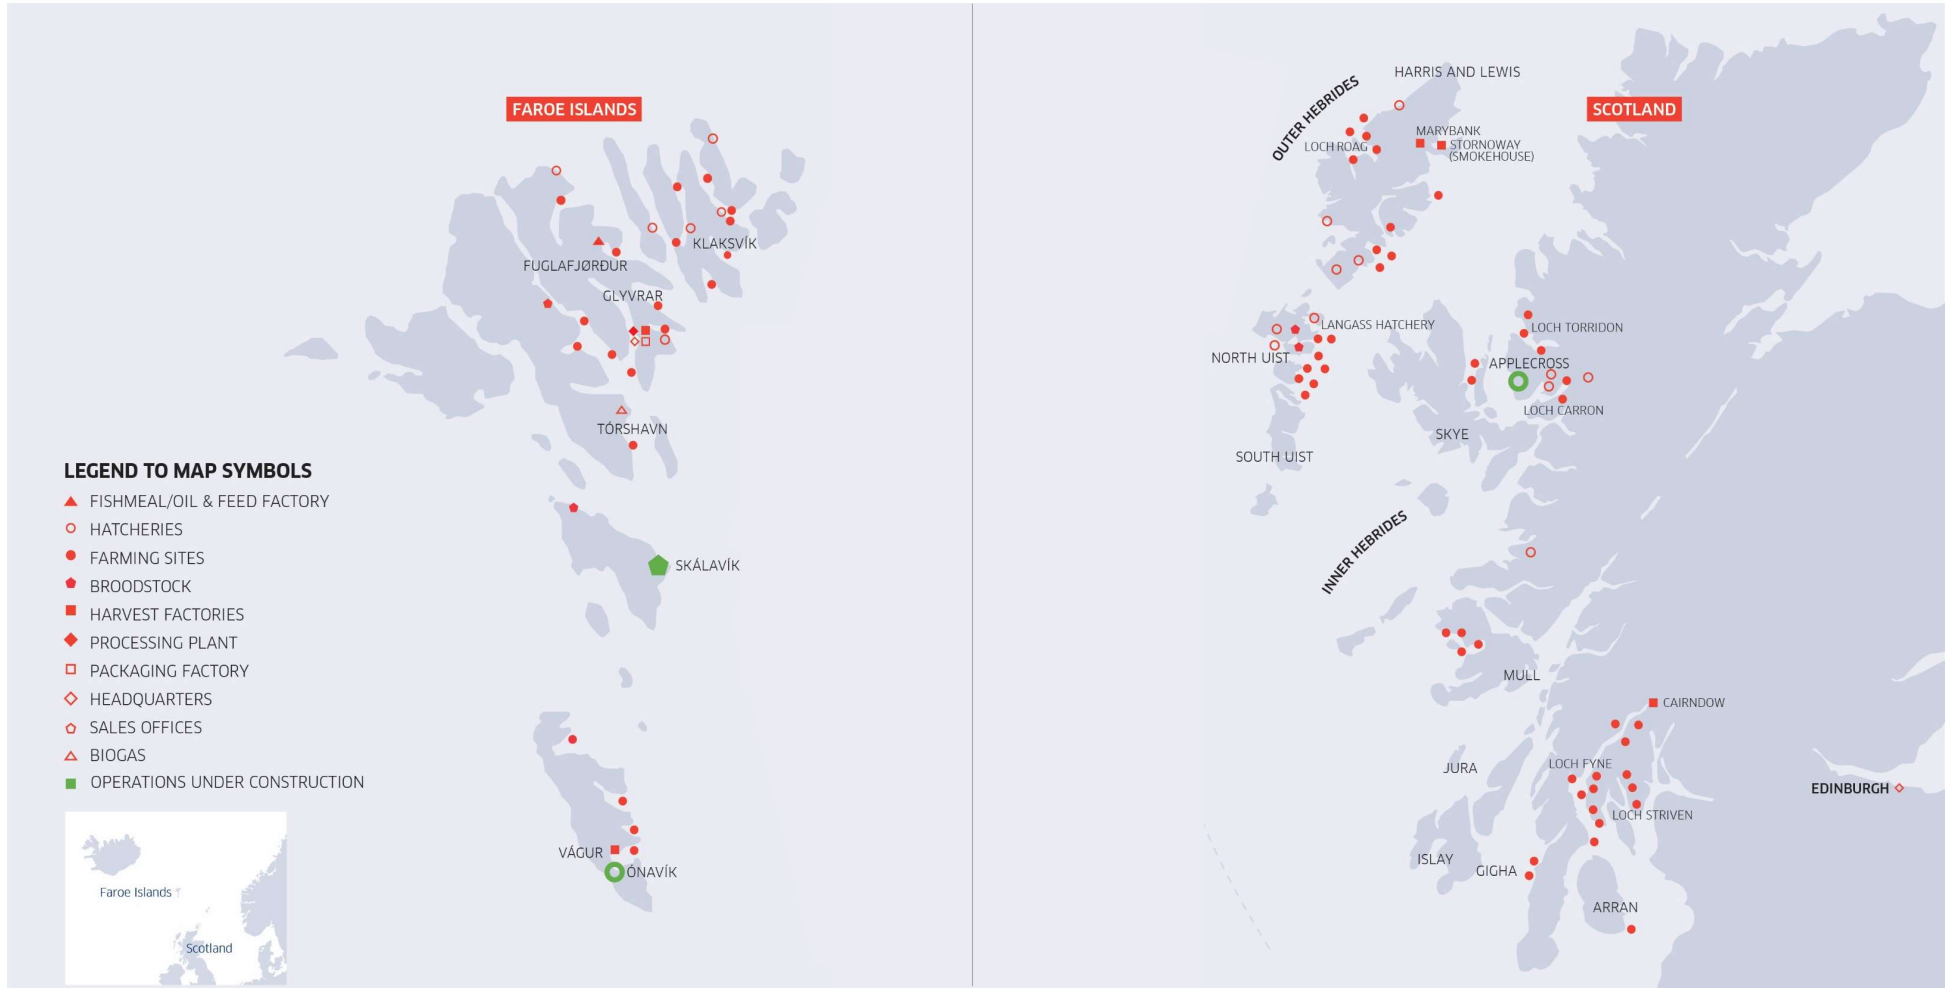 FAROE ISLANDS
KLAKSVÍK
FUGLAFJØRÐUR
GLYVRAR
TÓRSHAVN
SKÁLAVÍK
VÁGUR
ÓNAVÍK
LEGEND TO MAP SYMBOLS
FISHMEAL/OIL & FEED FACTORY
HATCHERIES
FARMING SITES
BROODSTOCK
HARVEST FACTORIES
PROCESSING PLANT
PACKAGING FACTORY
HEADQUARTERS
SALES OFFICES
BIOGAS
OPERATIONS UNDER CONSTRUCTION
Faroe Islands
Scotland
SCOTLAND
OUTER HEBRIDES
HARRIS AND LEWIS
MARYBANK
LOCH ROAG
STORNOWAY
(SMOKEHOUSE)
LANGASS HATCHERY
NORTH UIST
LOCH TORRIDON
APPLECROSS
LOCH CARRON
SKYE
SOUTH UIST
INNER HEBRIDES
MULL
CAIRNDOW
JURA
LOCH FYNE
EDINBURGH
LOCH STRIVEN
ISLAY
GIGHA
ARRAN